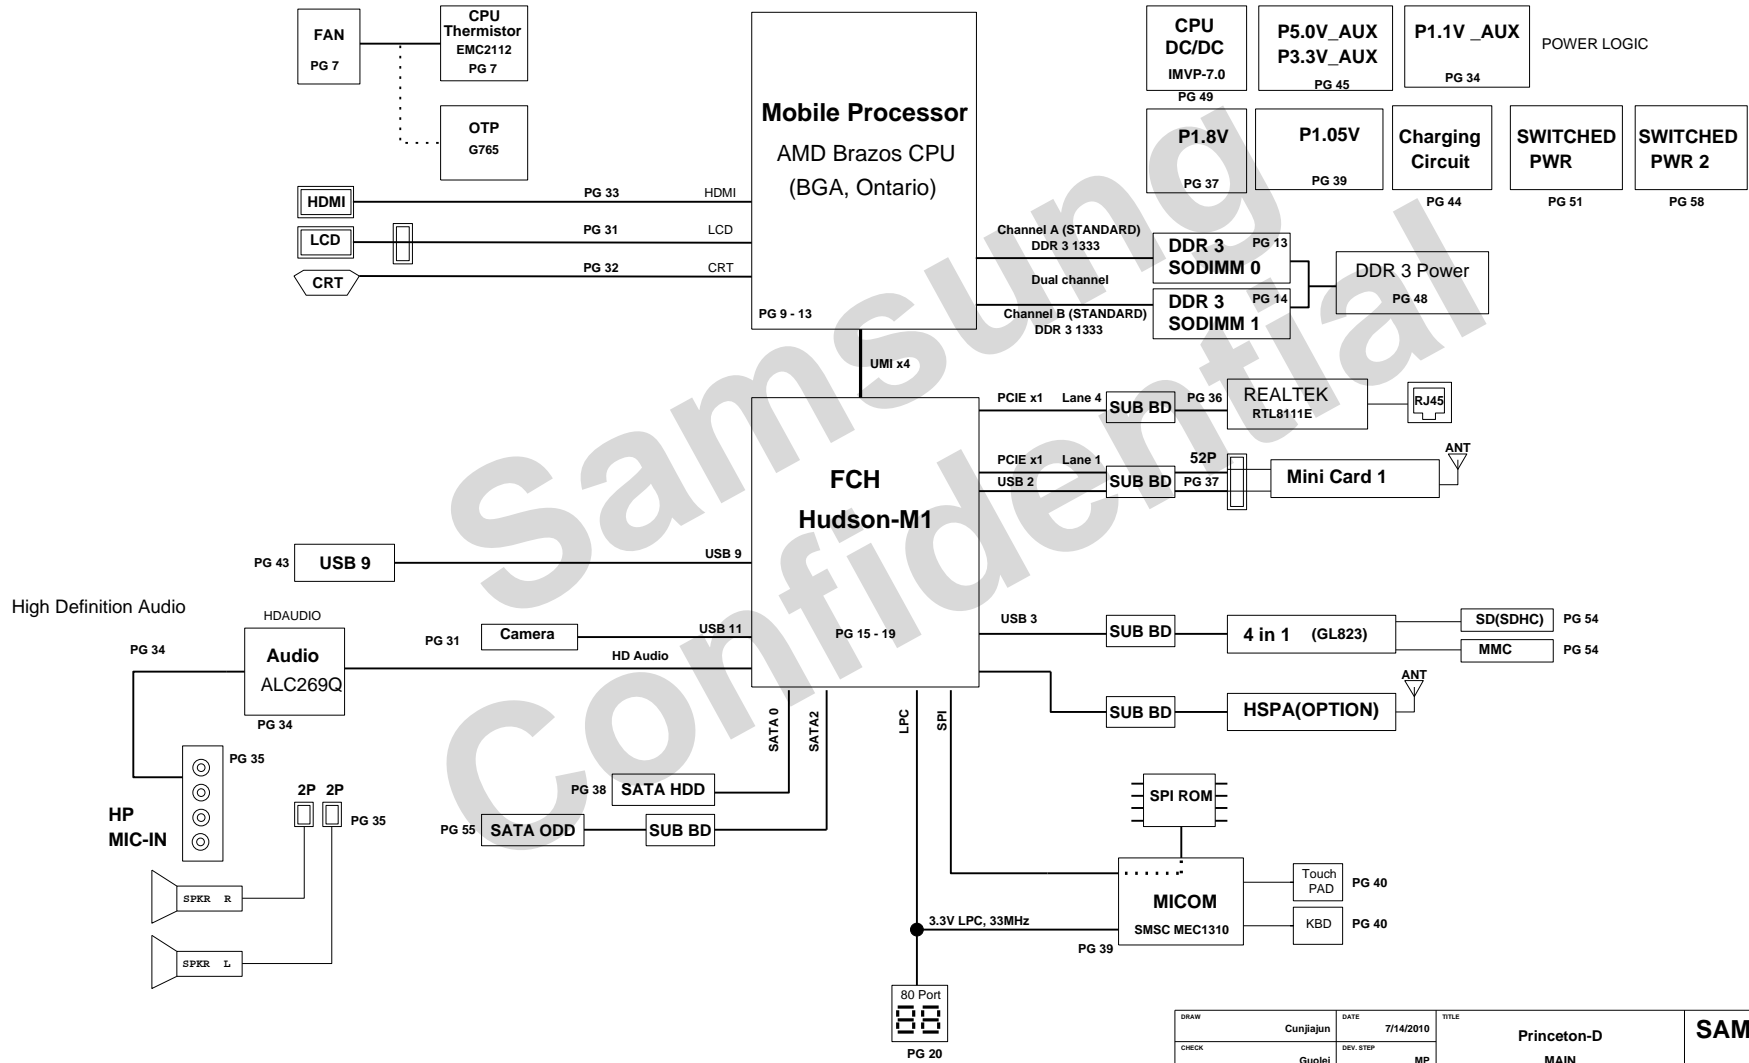 FAN
PG 7
CPU
Thermistor
EMC2112
PG 7
OTP
G765
HDMI
PG 33
HDMI
LCD
PG 31
LCD
CRT
PG 32
CRT
Mobile Processor
AMD Brazos CPU
(BGA, Ontario)
PG 9 - 13
CPU
DC/DC
IMVP-7.0
PG 49
P5.0V_AUX
P3.3V_AUX
PG 45
P1.1V _AUX
PG 34
POWER LOGIC
P1.8V
PG 37
P1.05V
PG 39
Charging
Circuit
PG 44
SWITCHED
PWR
PG 51
SWITCHED
PWR 2
PG 58
Channel A (STANDARD)
DDR 3 1333
Dual channel
Channel B (STANDARD)
DDR 3 1333
DDR 3
PG 13
SODIMM 0
DDR 3
PG 14
SODIMM 1
DDR 3 Power
PG 48
UMI x4
Samsung
Confidential
FCH
Hudson-M1
PG 15 - 19
PCIE x1 Lane 4
SUB BD
PG 36
REALTEK
RTL8111E
RJ45
PCIE x1 Lane 1
USB 2
SUB BD
52P
PG 37
Mini Card 1
ANT
PG 43
USB 9
USB 9
High Definition Audio
HDAUDIO
PG 34
Audio
ALC269Q
PG 34
PG 31
Camera
USB 11
HD Audio
USB 3
SUB BD
4 in 1 (GL823)
SD(SDHC)
PG 54
MMC
PG 54
SUB BD
HSPA(OPTION)
ANT
SATA 0
SATA2
LPC
SPI
PG 35
HP
MIC-IN
2P
2P
PG 35
PG 38
SATA HDD
PG 55
SATA ODD
SUB BD
SPKR R
SPKR L
SPI ROM
MICOM
SMSC MEC1310
PG 39
3.3V LPC, 33MHz
Touch
PAD
PG 40
KBD
PG 40
80 Port
88
PG 20
DRAW
Cunjiajun
DATE
7/14/2010
TITLE
Princeton-D
MAIN
SAM
CHECK
Guolei
DEV. STEP
MP